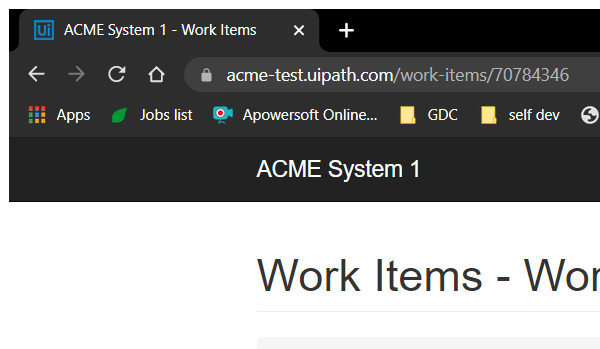 Ui ACME System 1 - Work Items
acme-test.uipath.com/work-items/70784346
Apps Jobs list Apowersoft Online... GDC self dev
ACME System 1
Work Items - Wor